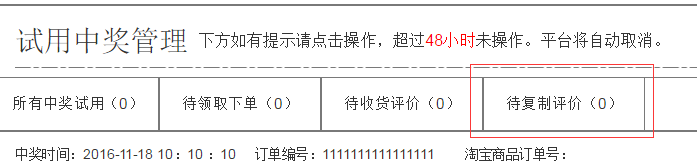 试用中奖管理 下方如有提示请点击操作，超过48小时未操作。平台将自动取消。
所有中奖试用（0） 待领取下单（0） 待收货评价（0） 待复制评价（0）
中奖时间：2016-11-18 10：10：10 订单编号：1111111111111111 淘宝商品订单号：